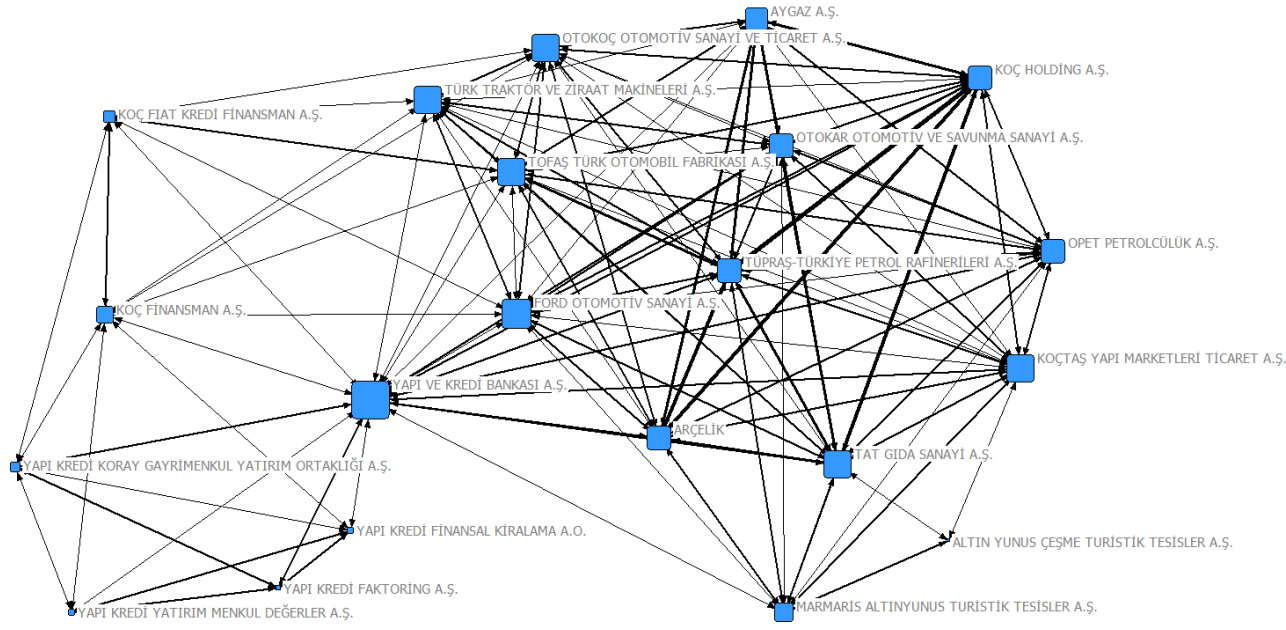 AYGAZ A.Ş.
OTOKOÇ OTOMOTİV SANAYİ VE TİCARET A.Ş.
KOÇ HOLDİNG A.Ş.
TÜRK TRAKTÖR VE ZİRAAT MAKİNELERİ A.Ş.
KOÇ FIAT KREDİ FİNANSMAN A.Ş.
OTOKAR OTOMOTİV VE SAVUNMA SANAYİ A.Ş.
TOFAŞ TÜRK OTOMOBİL FABRİKASI A.Ş.
OPET PETROLCÜLÜK A.Ş.
TÜPRAŞ-TÜRKİYE PETROL RAFİNERİLERİ A.Ş.
FORD OTOMOTİV SANAYİ A.Ş.
KOÇ FİNANSMAN A.Ş.
KOÇTAŞ YAPI MARKETLERİ TİCARET A.Ş.
YAPI VE KREDİ BANKASI A.Ş.
ARÇELİK
TAT GIDA SANAYİ A.Ş.
YAPI KREDİ KORAY GAYRİMENKUL YATIRIM ORTAKLIĞI A.Ş.
YAPI KREDİ FİNANSAL KİRALAMA A.O.
ALTIN YUNUS ÇEŞME TURİSTİK TESİSLER A.Ş.
YAPI KREDİ FAKTORİNG A.Ş.
MARMARİS ALTINYUNUS TURİSTİK TESİSLER A.Ş.
YAPI KREDİ YATIRIM MENKUL DEĞERLER A.Ş.